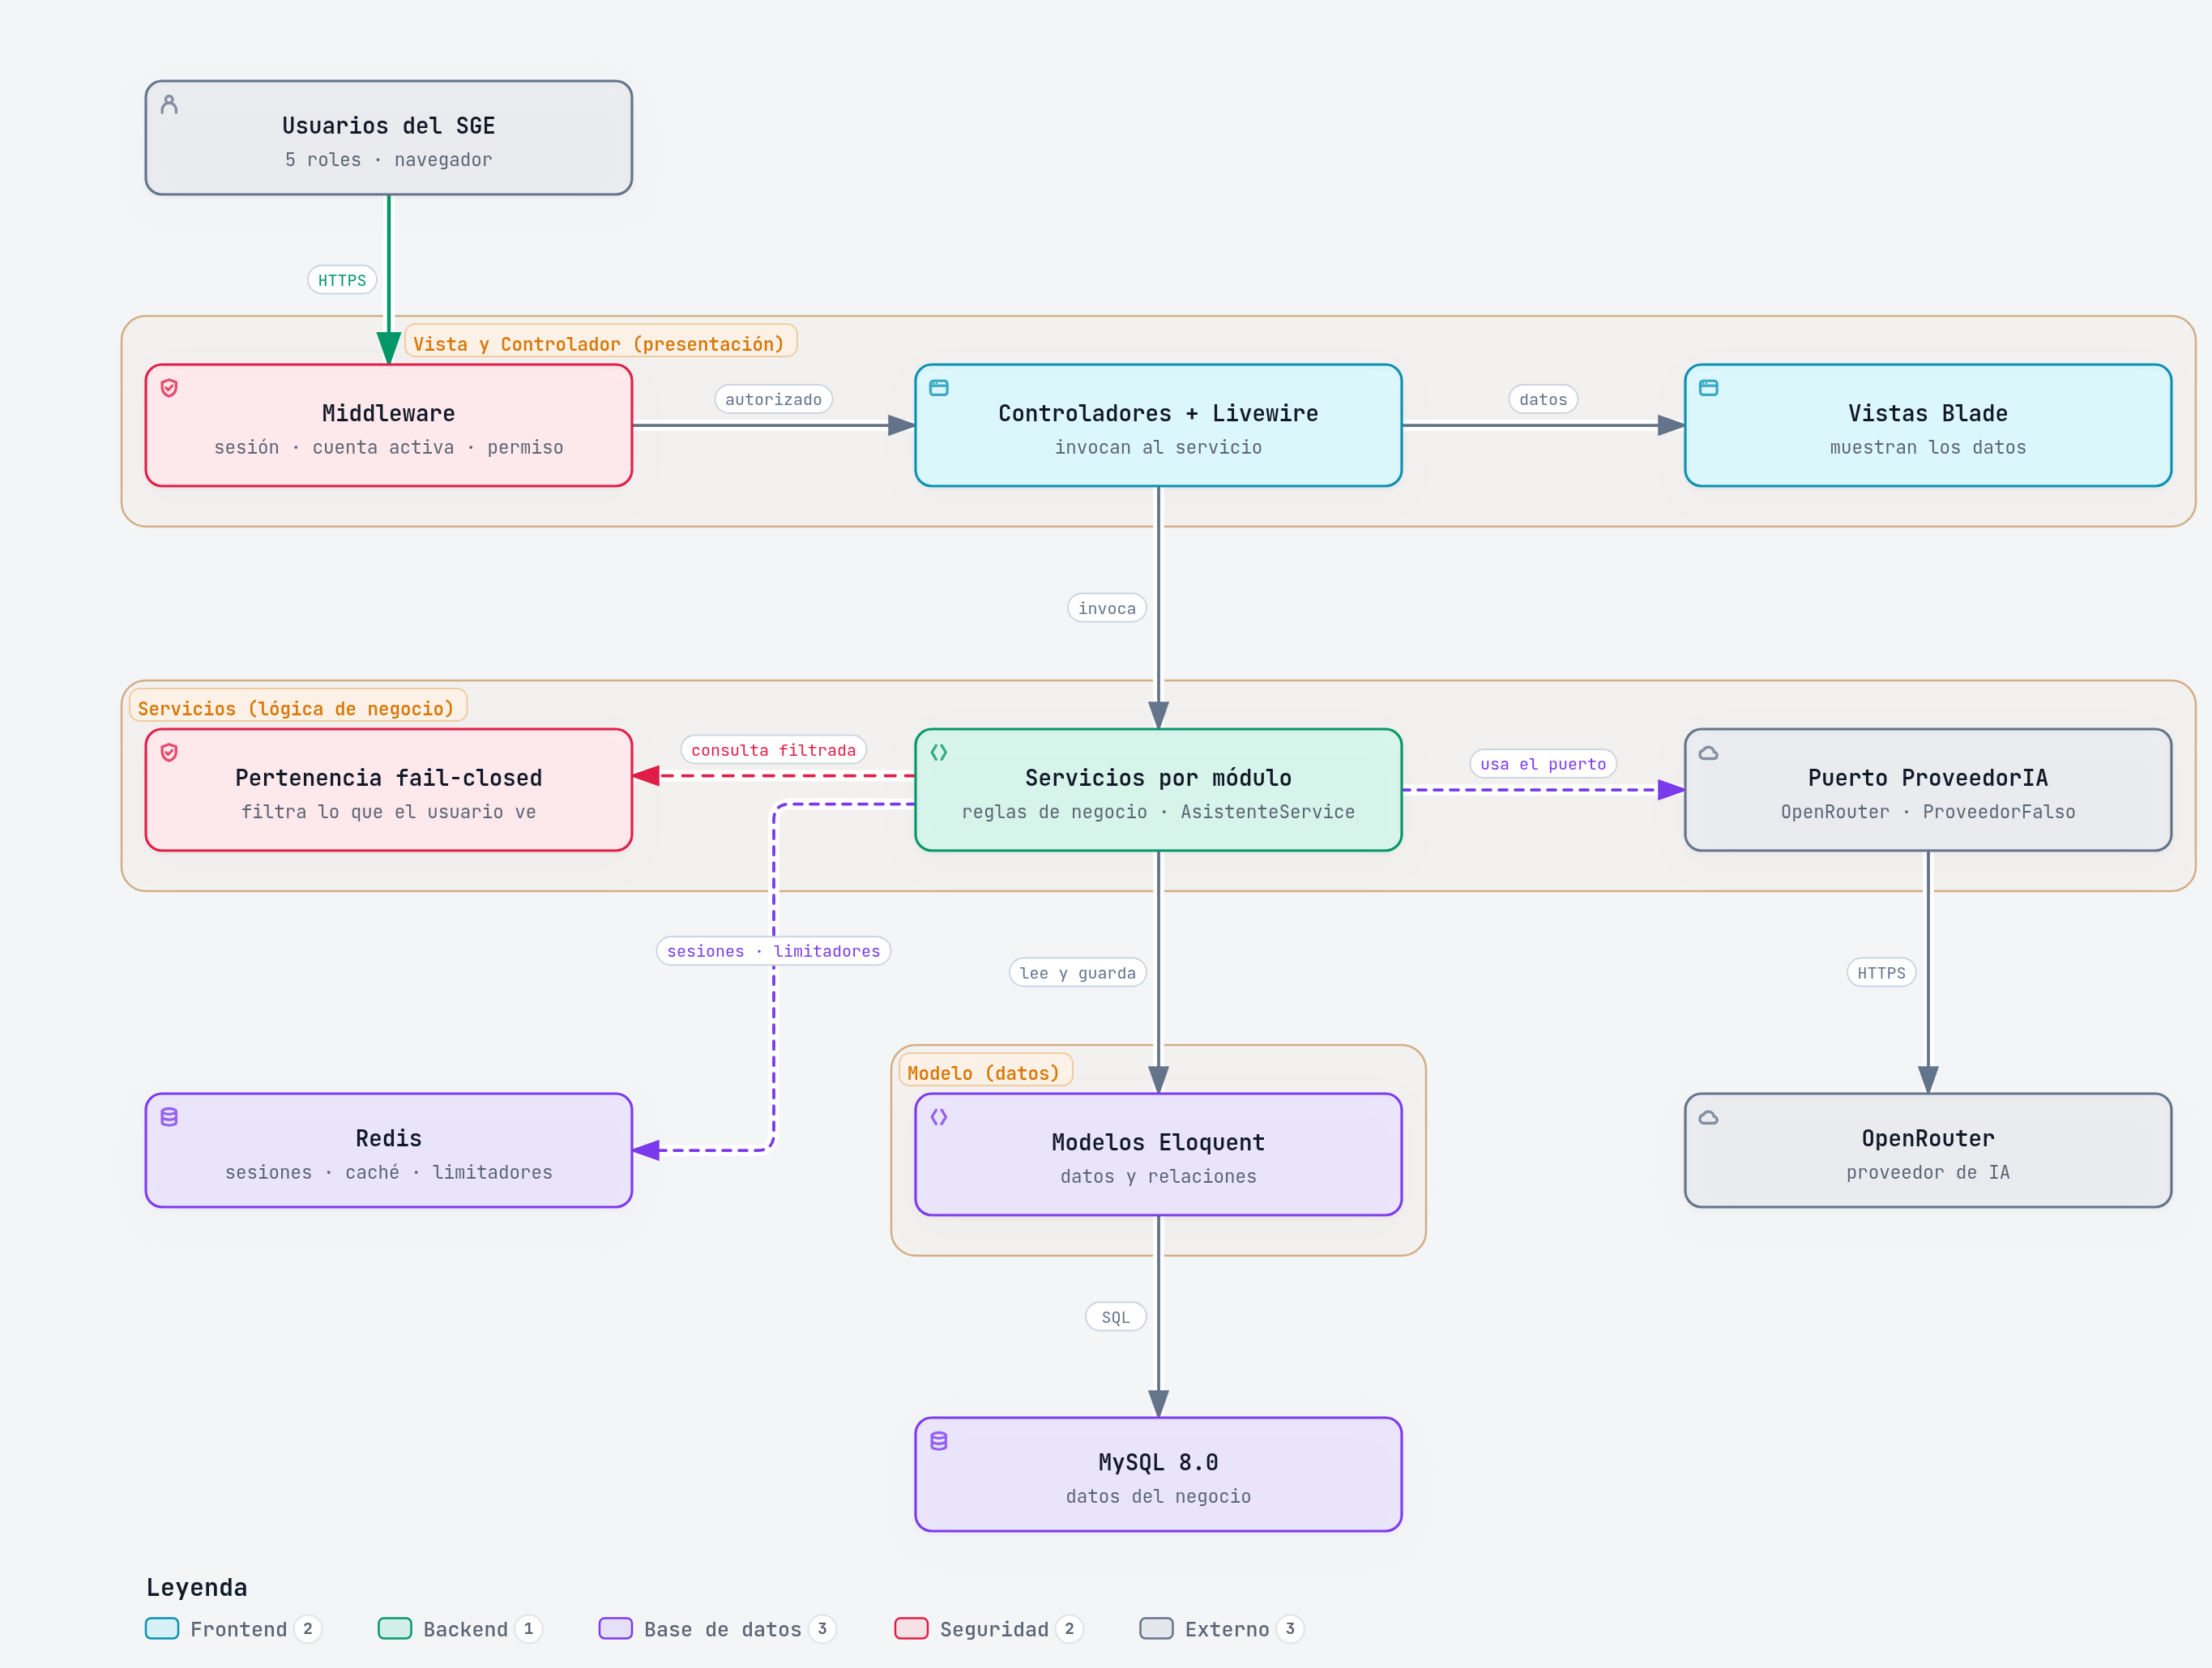 Usuarios del SGE
5 roles · navegador
HTTPS
Vista y Controlador (presentación)
Middleware
sesión · cuenta activa · permiso
autorizado
Controladores + Livewire
invocan al servicio
datos
Vistas Blade
muestran los datos
invoca
Servicios (lógica de negocio)
Pertenencia fail-closed
filtra lo que el usuario ve
consulta filtrada
Servicios por módulo
reglas de negocio · AsistenteService
usa el puerto
Puerto ProveedorIA
OpenRouter · ProveedorFalso
sesiones · limitadores
lee y guarda
HTTPS
Modelo (datos)
Redis
sesiones · caché · limitadores
Modelos Eloquent
datos y relaciones
OpenRouter
proveedor de IA
SQL
MySQL 8.0
datos del negocio
Leyenda
Frontend 2
Backend 1
Base de datos 3
Seguridad 2
Externo 3